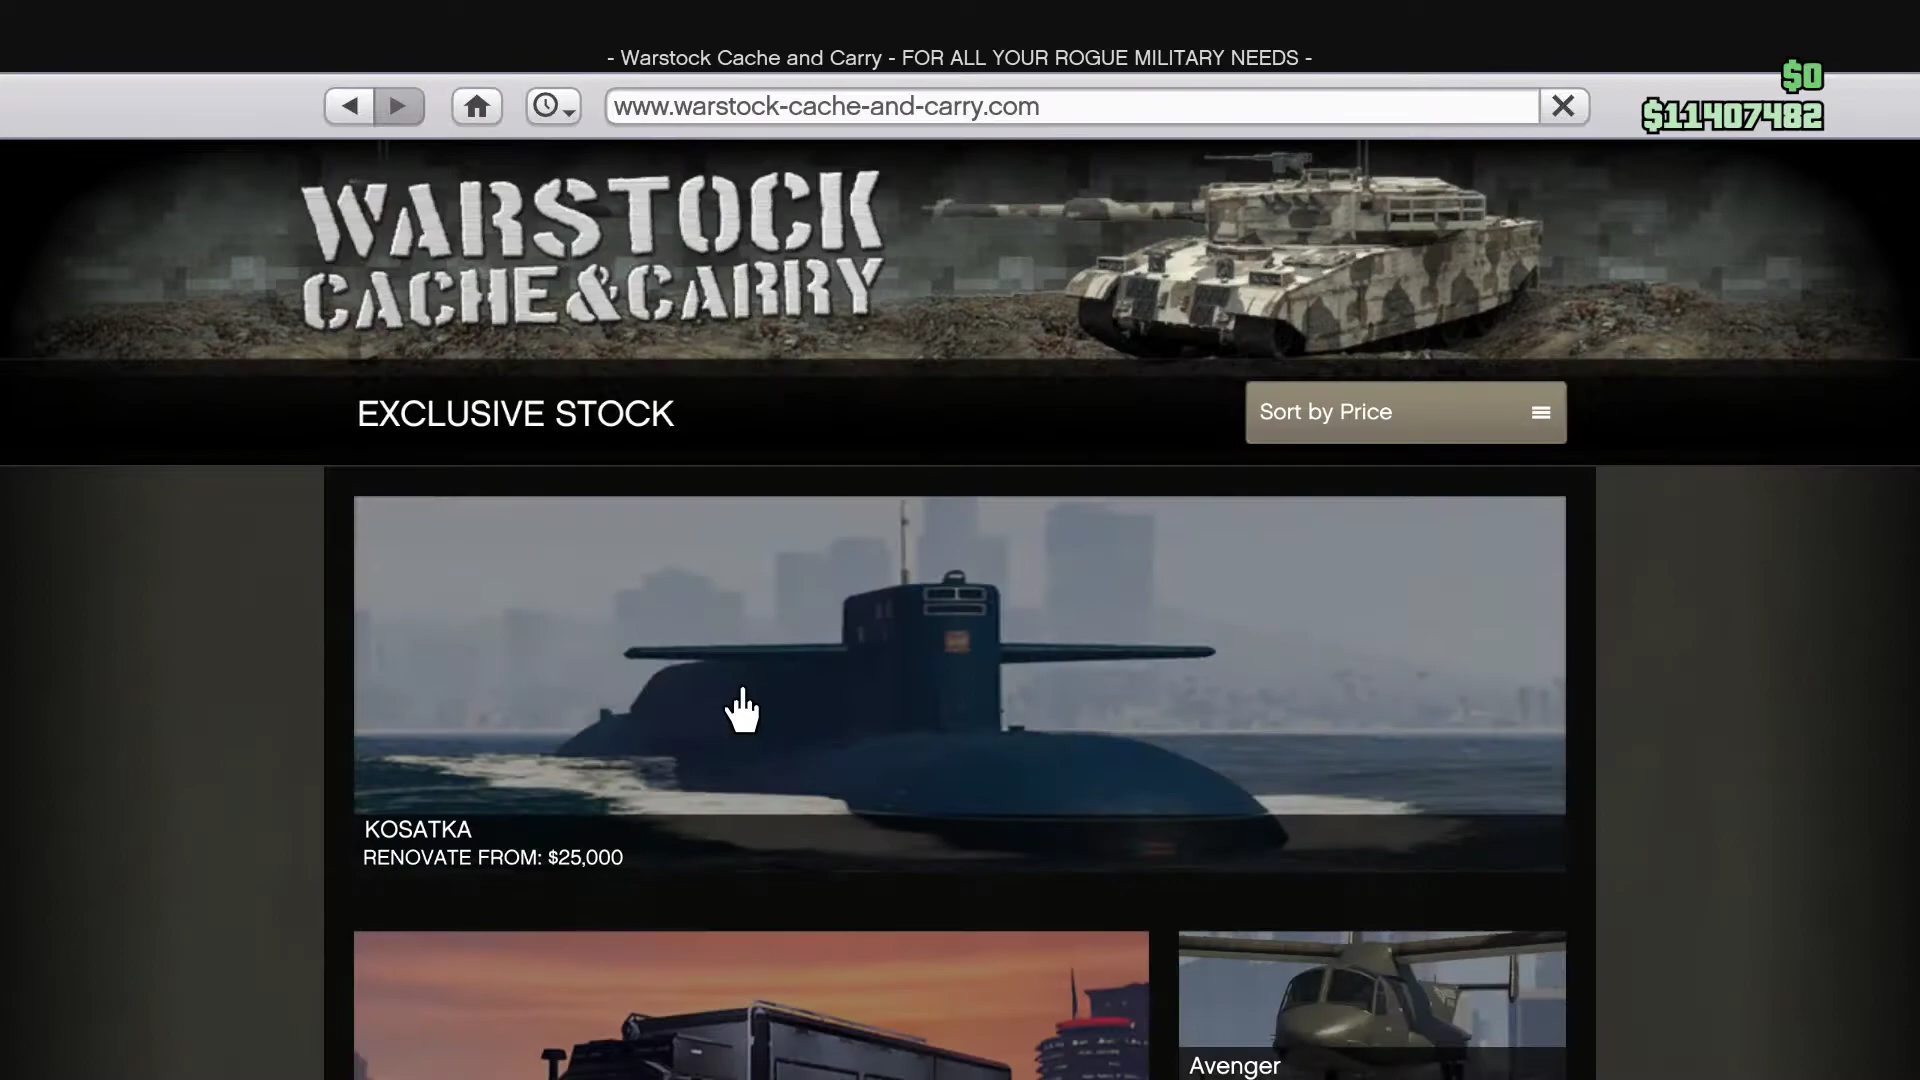 - Warstock Cache and Carry - FOR ALL YOUR ROGUE MILITARY NEEDS -
$0
www.warstock-cache-and-carry.com
$11407482
WARSTOCK
CACHE&CARRY
EXCLUSIVE STOCK
Sort by Price
KOSATKA
RENOVATE FROM: $25,000
Avenger